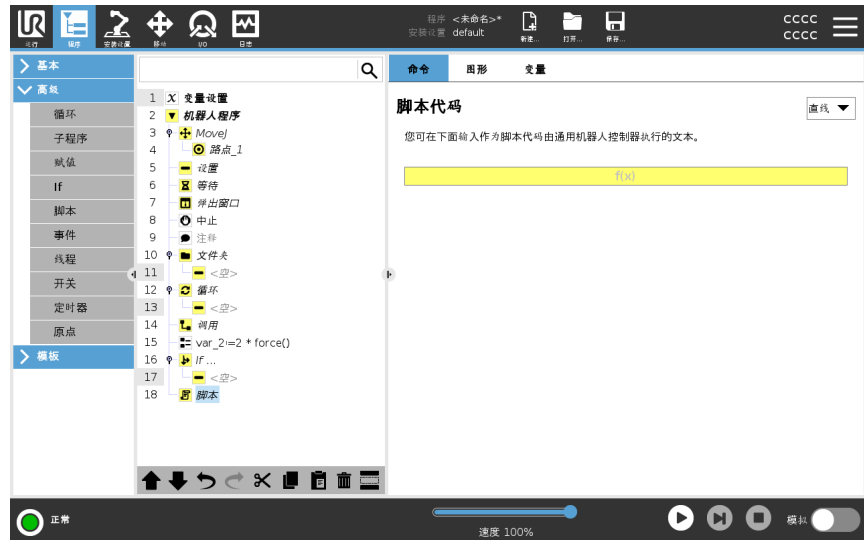 运行
程序
安装设置
移动
I/O
日志
程序 <未命名>*
安装设置 default
新建...
打开...
保存...
cccc
cccc
基本
高级
循环
子程序
赋值
If
脚本
事件
线程
开关
定时器
原点
模板
1 变量设置
2 机器人程序
3 MoveJ
4 路点_1
5 设置
6 等待
7 弹出窗口
8 中止
9 注释
10 文件夹
11 <空>
12 循环
13 <空>
14 调用
15 var_2≔2 * force()
16 If ...
17 <空>
18 脚本
命令 图形 变量
脚本代码
直线
您可在下面输入作为脚本代码由通用机器人控制器执行的文本。
f(x)
正常
速度 100%
模拟